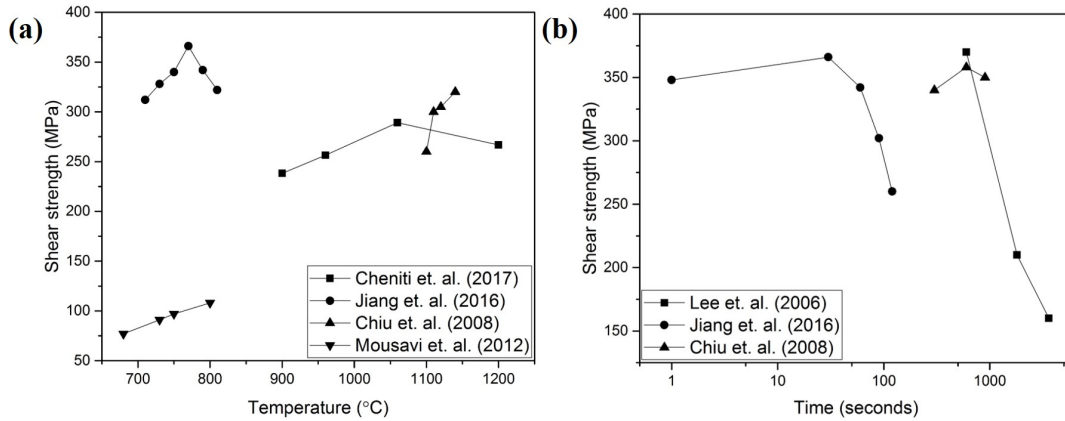 (a)
400
350
300
250
200
150
100
50
Shear strength (MPa)
700
800
900
1000
1100
1200
Temperature (°C)
Cheniti et. al. (2017)
Jiang et. al. (2016)
Chiu et. al. (2008)
Mousavi et. al. (2012)
(b)
400
350
300
250
200
150
Shear strength (MPa)
1
10
100
1000
Time (seconds)
Lee et. al. (2006)
Jiang et. al. (2016)
Chiu et. al. (2008)